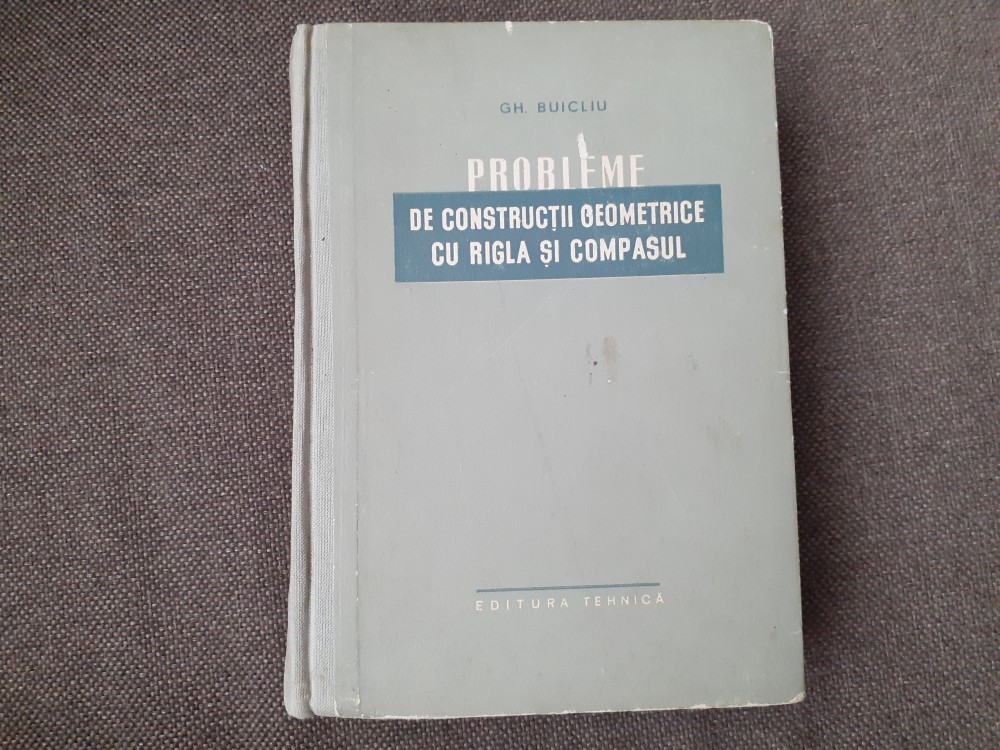 GH. BUICLIU
PROBLEME
DE CONSTRUCȚII GEOMETRICE
CU RIGLA ȘI COMPASUL
EDITURA TEHNICĂ